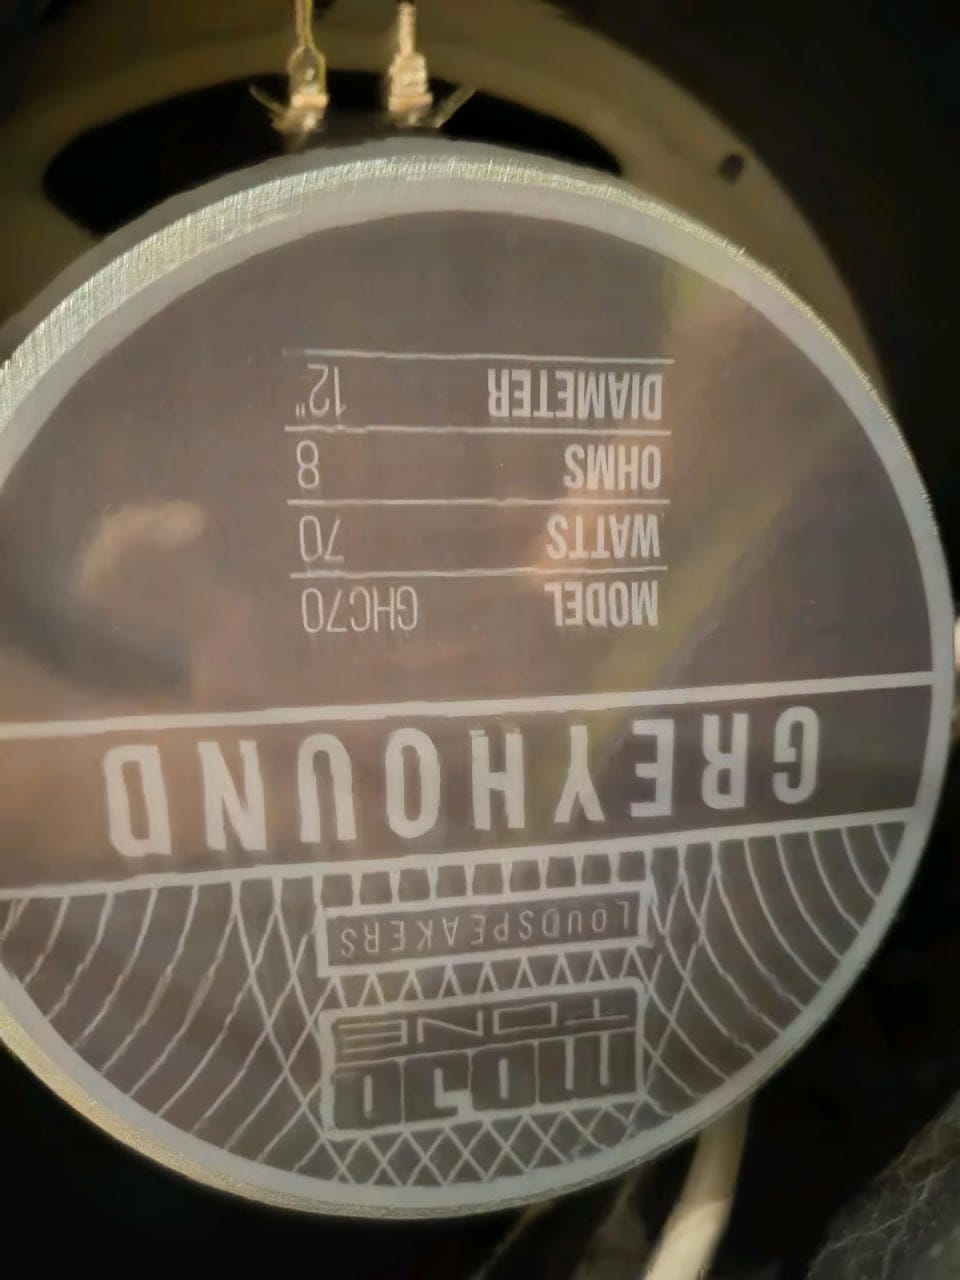 MOJO
TONE
LOUDSPEAKERS
GREYHOUND
MODEL GHC70
WATTS 70
OHMS 8
DIAMETER 12"